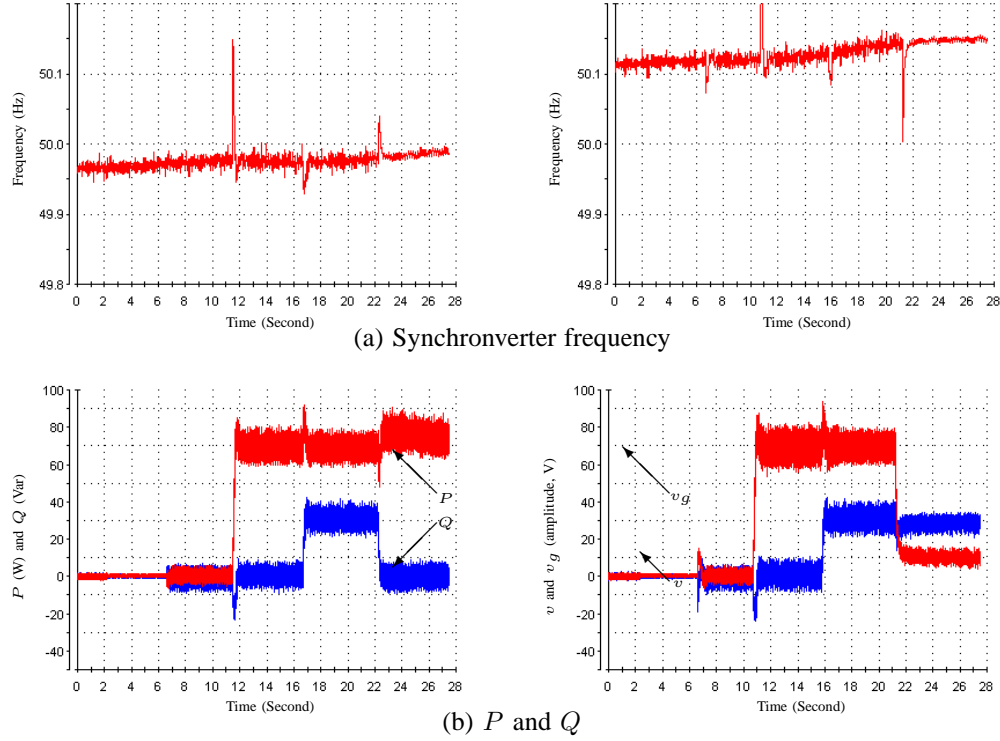 50.1
50.0
49.9
49.8
Frequency (Hz)
0 2 4 6 8 10 12 14 16 18 20 22 24 26 28
Time (Second)
50.1
50.0
49.9
49.8
Frequency (Hz)
0 2 4 6 8 10 12 14 16 18 20 22 24 26 28
Time (Second)
(a) Synchronverter frequency
100
80
60
40
20
0
-20
-40
P (W) and Q (Var)
P
Q
0 2 4 6 8 10 12 14 16 18 20 22 24 26 28
Time (Second)
100
80
60
40
20
0
-20
-40
v and vg (amplitude, V)
vg
v
0 2 4 6 8 10 12 14 16 18 20 22 24 26 28
Time (Second)
(b) P and Q